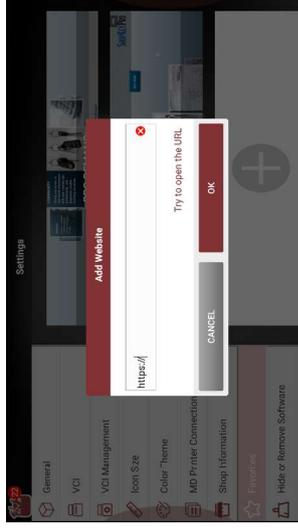 Settings
General
VCI
VCI Management
Icon Size
Color Theme
MD Printer Connection
Shop Information
Favorites
Hide or Remove Software
Add Website
https://
Try to open the URL
CANCEL
OK